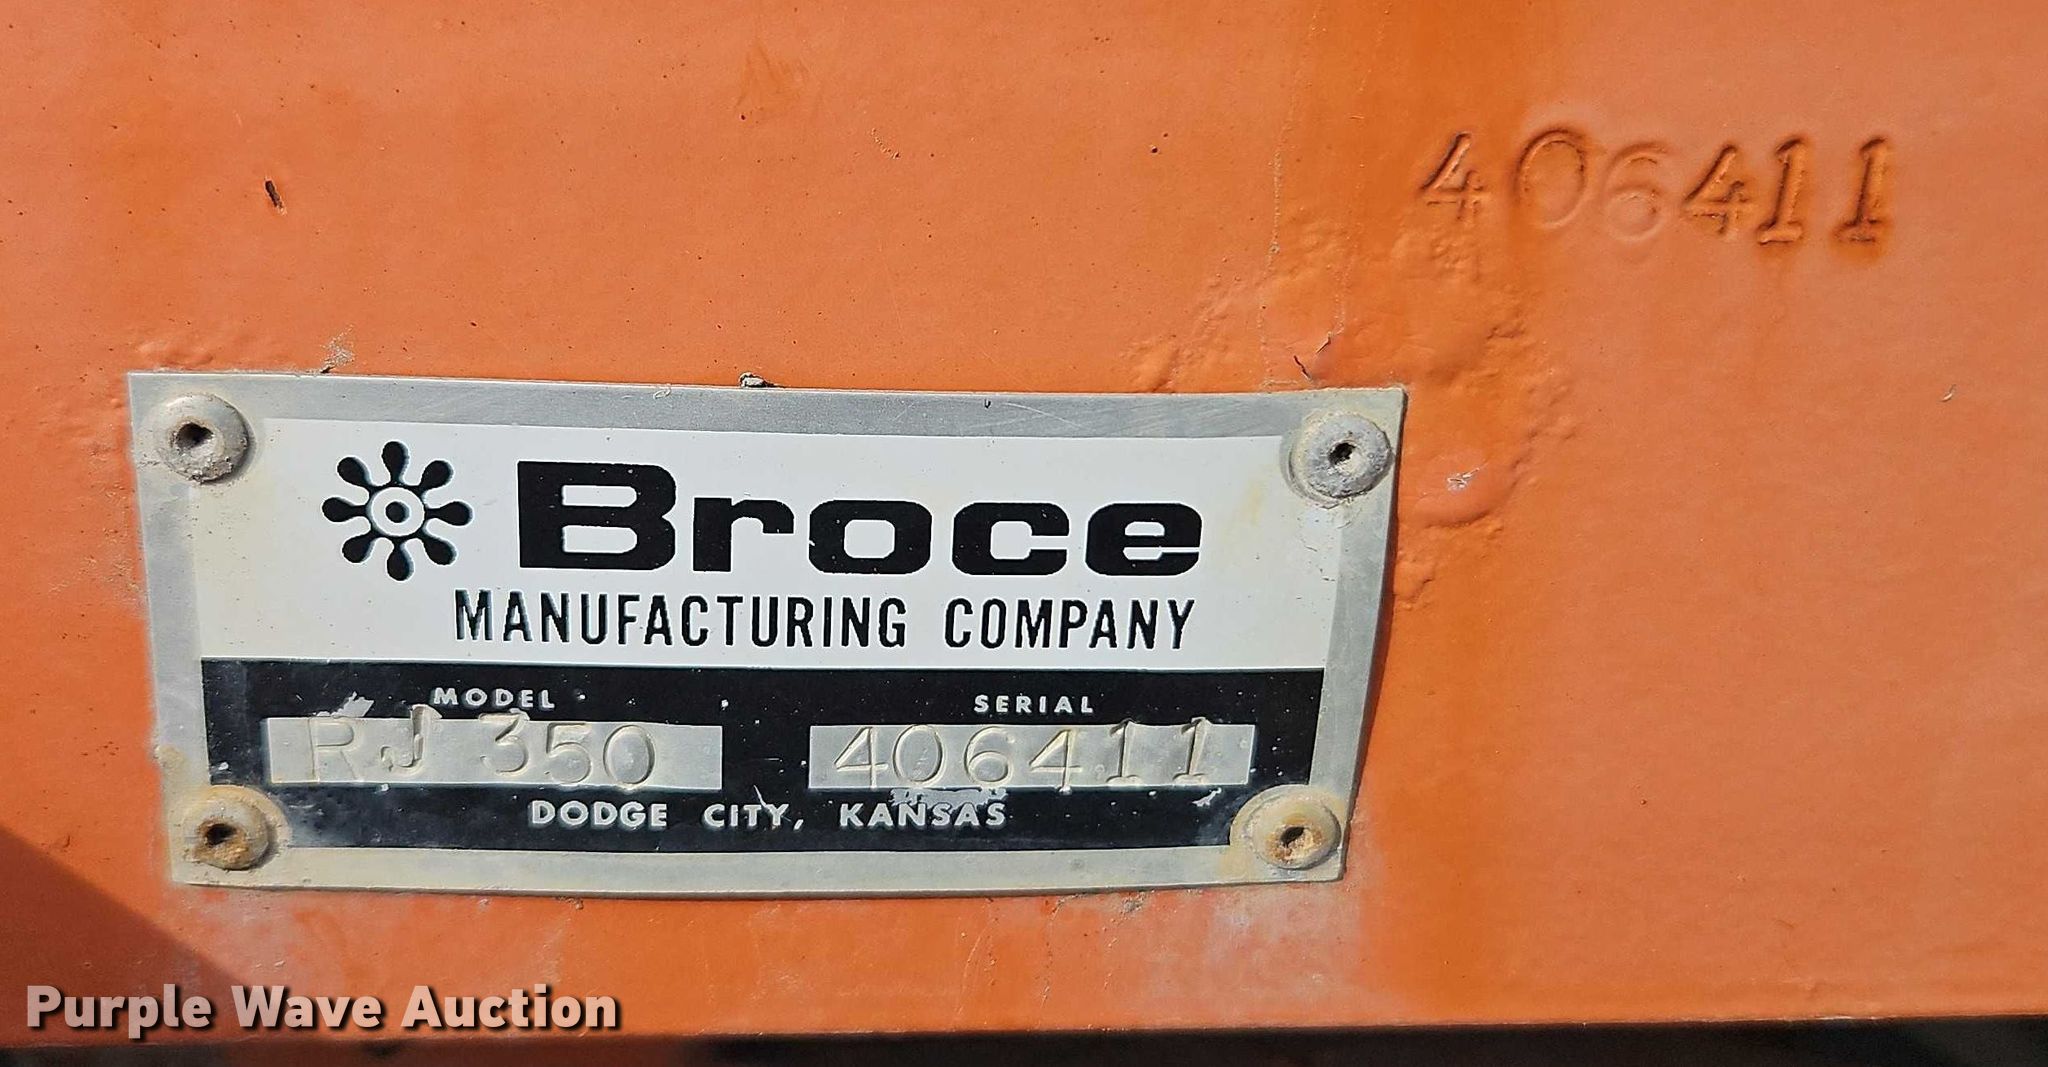 406411
Broce
MANUFACTURING COMPANY
MODEL SERIAL
RJ 350 406411
DODGE CITY, KANSAS
Purple Wave Auction